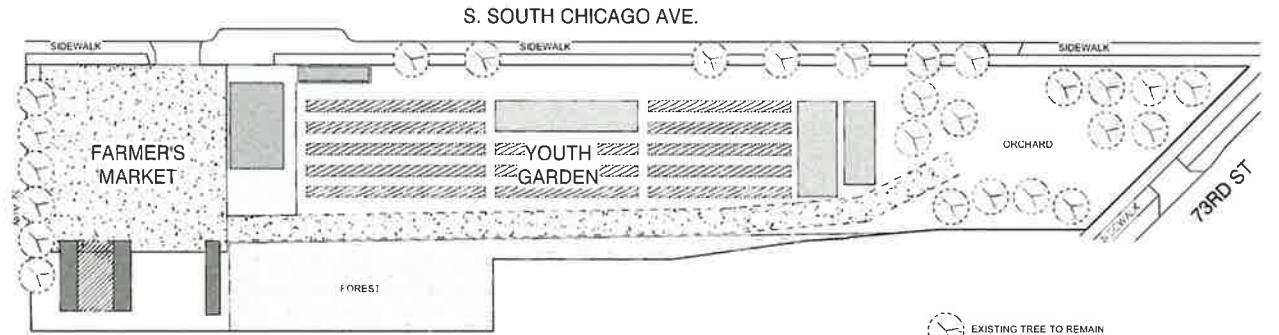 S. SOUTH CHICAGO AVE.
SIDEWALK
SIDEWALK
SIDEWALK
FARMER'S
MARKET
YOUTH
GARDEN
ORCHARD
73RD ST
SIDEWALK
FOREST
EXISTING TREE TO REMAIN